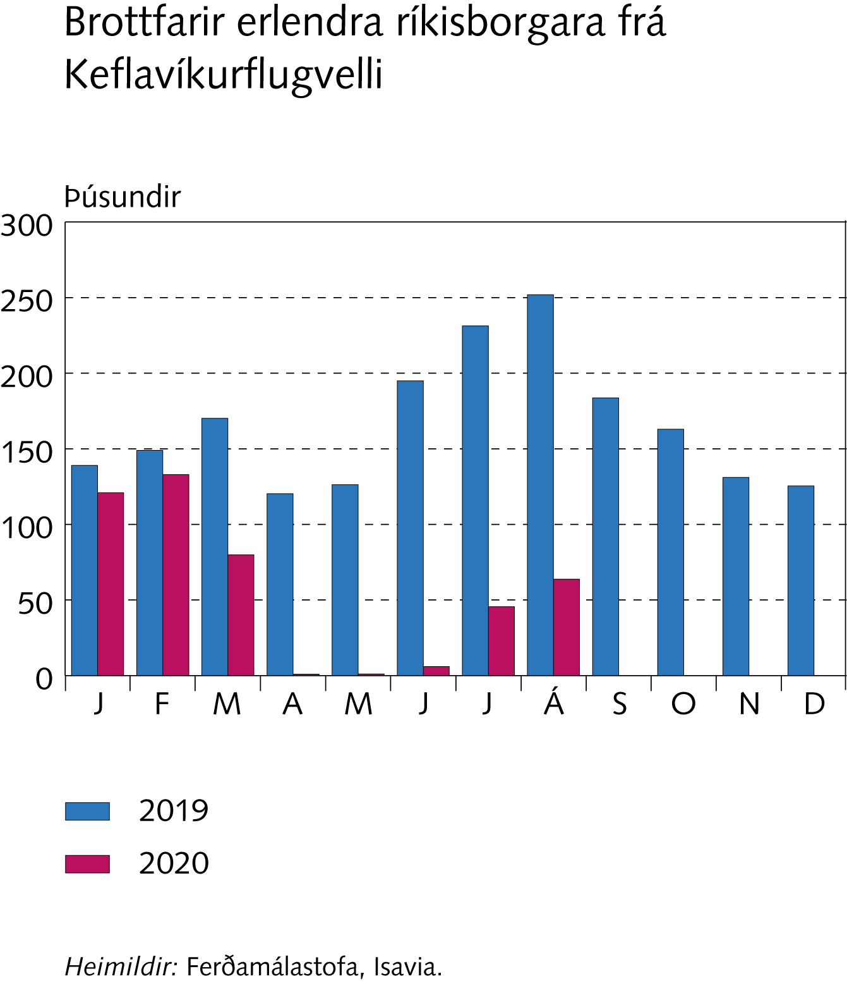 Brottfarir erlendra ríkisborgara frá
Keflavíkurflugvelli
Þúsundir
300
250
200
150
100
50
0
J F M A M J J Á S O N D
2019
2020
Heimildir: Ferðamálastofa, Isavia.